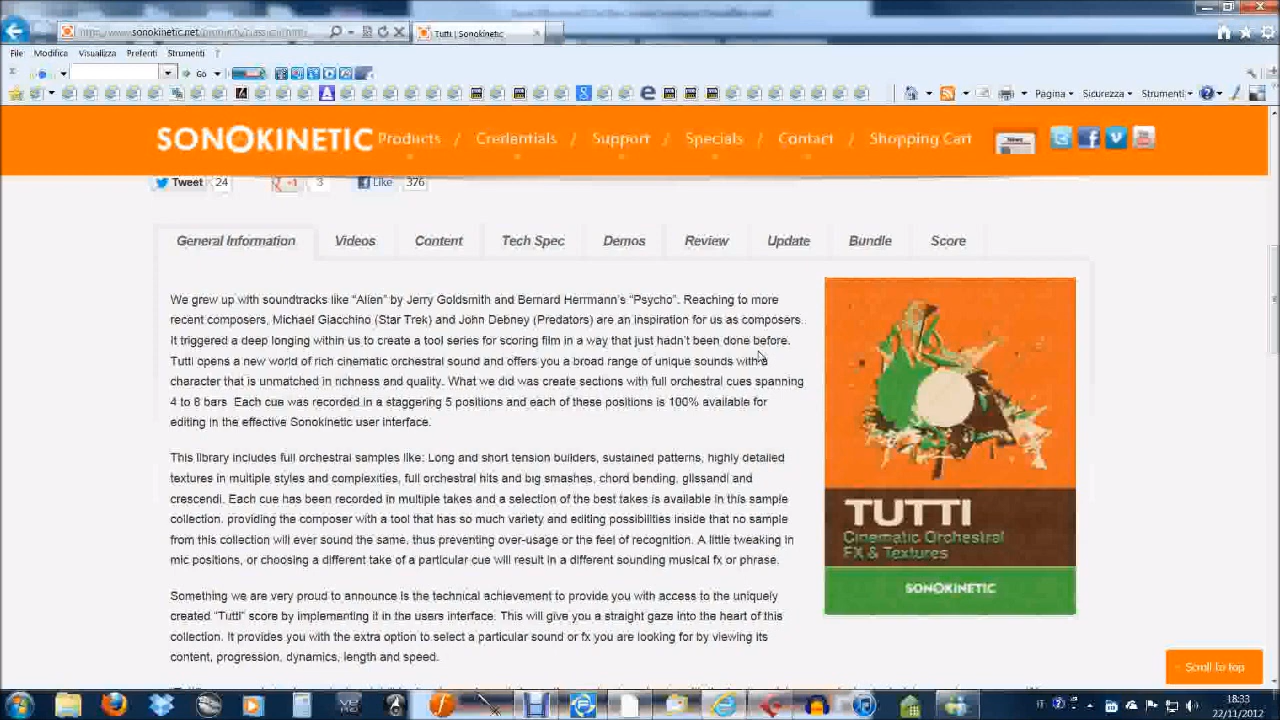 Tutti | Sonokinetic
File Modifica Visualizza Preferiti Strumenti ?
Go
Pagina Sicurezza Strumenti
SONOKINETIC Products / Credentials / Support / Specials / Contact / Shopping Cart
Tweet 24 +1 3 Like 376
General Information Videos Content Tech Spec Demos Review Update Bundle Score
We grew up with soundtracks like “Alien” by Jerry Goldsmith and Bernard Herrmann’s “Psycho”. Reaching to more
recent composers, Michael Giacchino (Star Trek) and John Debney (Predators) are an inspiration for us as composers.
It triggered a deep longing within us to create a tool series for scoring film in a way that just hadn’t been done before.
Tutti opens a new world of rich cinematic orchestral sound and offers you a broad range of unique sounds with a
character that is unmatched in richness and quality. What we did was create sections with full orchestral cues spanning
4 to 8 bars. Each cue was recorded in a staggering 5 positions and each of these positions is 100% available for
editing in the effective Sonokinetic user interface.
This library includes full orchestral samples like: Long and short tension builders, sustained patterns, highly detailed
textures in multiple styles and complexities, full orchestral hits and big smashes, chord bending, glissandi and
crescendi. Each cue has been recorded in multiple takes and a selection of the best takes is available in this sample
collection, providing the composer with a tool that has so much variety and editing possibilities inside that no sample
from this collection will ever sound the same, thus preventing over-usage or the feel of recognition. A little tweaking in
mic positions, or choosing a different take of a particular cue will result in a different sounding musical fx or phrase.
Something we are very proud to announce is the technical achievement to provide you with access to the uniquely
created “Tutti” score by implementing it in the users interface. This will give you a straight gaze into the heart of this
collection. It provides you with the extra option to select a particular sound or fx you are looking for by viewing its
content, progression, dynamics, length and speed.
TUTTI
Cinematic Orchestral
FX & Textures
SONOKINETIC
Scroll to top
IT
18:33
22/11/2012